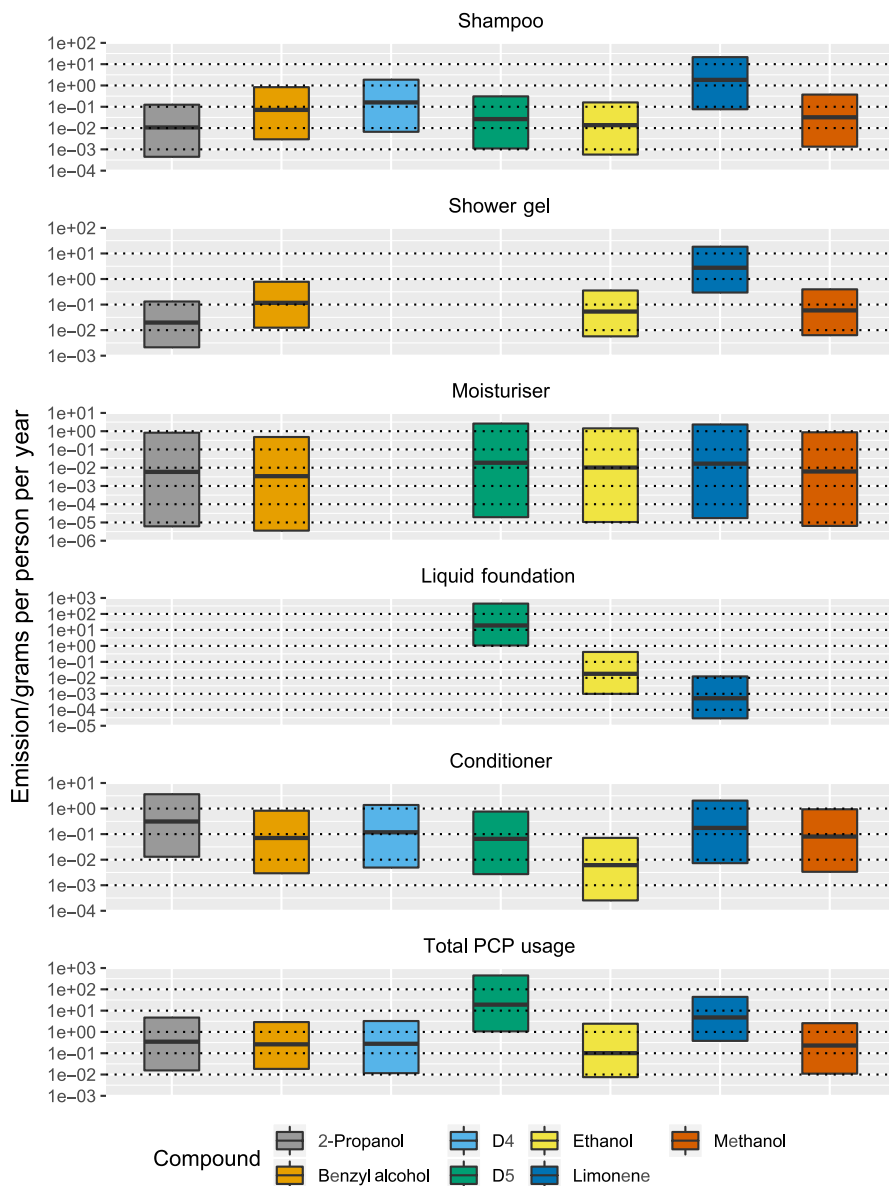 Shampoo
1e+02
1e+01
1e+00
1e−01
1e−02
1e−03
1e−04
Shower gel
1e+02
1e+01
1e+00
1e−01
1e−02
1e−03
Moisturiser
1e+01
1e+00
1e−01
1e−02
1e−03
1e−04
1e−05
1e−06
Liquid foundation
1e+03
1e+02
1e+01
1e+00
1e−01
1e−02
1e−03
1e−04
1e−05
Conditioner
1e+01
1e+00
1e−01
1e−02
1e−03
1e−04
Total PCP usage
1e+03
1e+02
1e+01
1e+00
1e−01
1e−02
1e−03
Emission/grams per person per year
Compound
2-Propanol
Benzyl alcohol
D4
D5
Ethanol
Limonene
Methanol